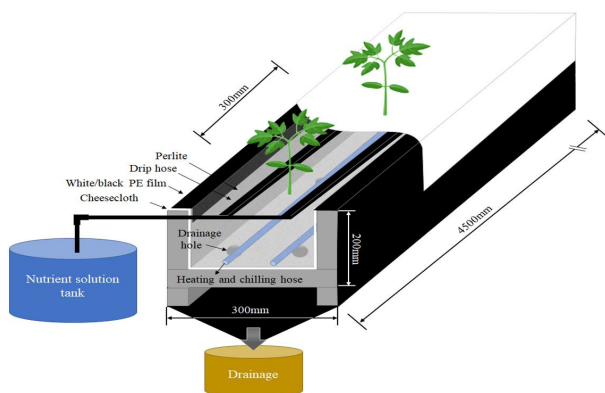 300mm
Perlite
Drip hose
White/black PE film
Cheesecloth
Drainage
hole
200mm
4500mm
Nutrient solution
tank
Heating and chilling hose
300mm
Drainage